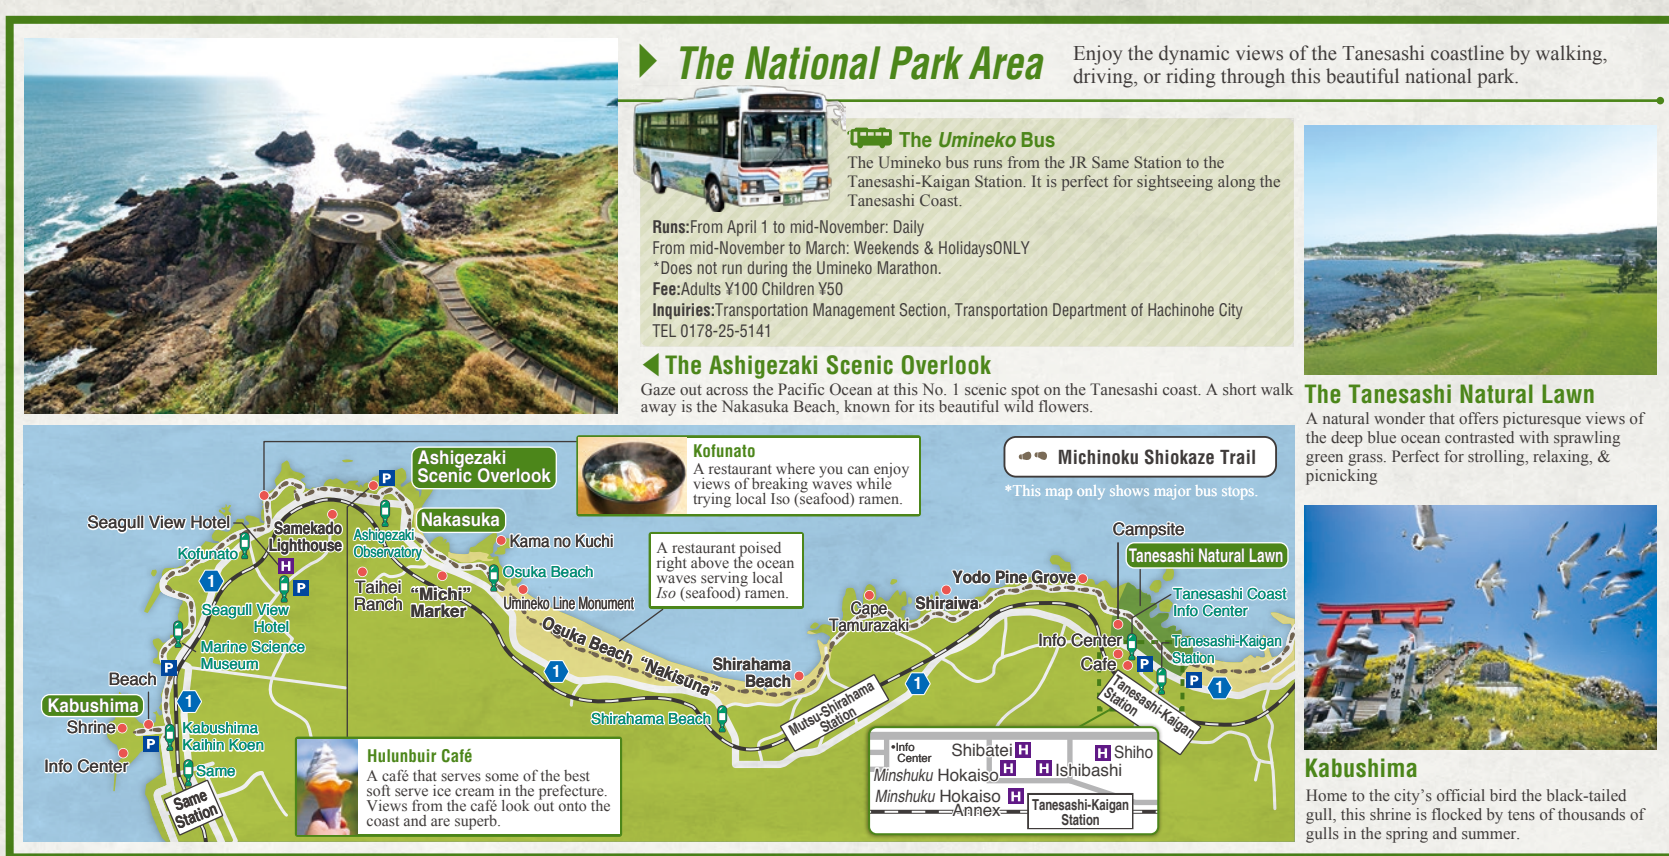 The National Park Area
Enjoy the dynamic views of the Tanesashi coastline by walking,
driving, or riding through this beautiful national park.
The Umineko Bus
The Umineko bus runs from the JR Same Station to the
Tanesashi-Kaigan Station. It is perfect for sightseeing along the
Tanesashi Coast.
Runs:From April 1 to mid-November: Daily
From mid-November to March: Weekends & HolidaysONLY
*Does not run during the Umineko Marathon.
Fee:Adults ¥100 Children ¥50
Inquiries:Transportation Management Section, Transportation Department of Hachinohe City
TEL 0178-25-5141
The Ashigezaki Scenic Overlook
Gaze out across the Pacific Ocean at this No. 1 scenic spot on the Tanesashi coast. A short walk
away is the Nakasuka Beach, known for its beautiful wild flowers.
The Tanesashi Natural Lawn
A natural wonder that offers picturesque views of
the deep blue ocean contrasted with sprawling
green grass. Perfect for strolling, relaxing, &
picnicking
神社
Kabushima
Home to the city's official bird the black-tailed
gull, this shrine is flocked by tens of thousands of
gulls in the spring and summer.
Ashigezaki
Scenic Overlook
P
Kofunato
A restaurant where you can enjoy
views of breaking waves while
trying local Iso (seafood) ramen.
Michinoku Shiokaze Trail
*This map only shows major bus stops.
Seagull View Hotel
Samekado
Lighthouse
Nakasuka
Kofunato
Ashigezaki
Observatory
Kama no Kuchi
H
P
1
Osuka Beach
Taihei
Ranch
"Michi"
Marker
Umineko Line Monument
A restaurant poised
right above the ocean
waves serving local
Iso (seafood) ramen.
Seagull View
Hotel
Marine Science
Museum
P
Beach
Kabushima
1
Shrine
P
Kabushima
Kaihin Koen
Info Center
Same
Same
Station
Osuka Beach "Nakisuna"
1
Shirahama
Beach
Shirahama Beach
Hulunbuir Café
A café that serves some of the best
soft serve ice cream in the prefecture.
Views from the café look out onto the
coast and are superb.
Cape
Tamurazaki
Shiraiwa
Yodo Pine Grove
Campsite
Tanesashi Natural Lawn
Tanesashi Coast
Info Center
Info Center
Cafe
P
Tanesashi-Kaigan
Station
P
1
1
Mutsu-Shirahama
Station
Tanesashi-Kaigan
Station
•Info
Center
Shibatei H
H Shiho
Minshuku Hokaiso H
H Ishibashi
Minshuku Hokaiso H
Annex
Tanesashi-Kaigan
Station